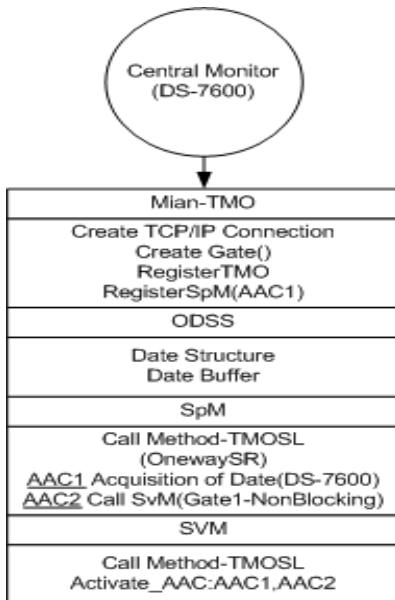 Central Monitor
(DS-7600)
Mian-TMO
Create TCP/IP Connection
Create Gate()
RegisterTMO
RegisterSpM(AAC1)
ODSS
Date Structure
Date Buffer
SpM
Call Method-TMOSL
(OnewaySR)
AAC1 Acquisition of Date(DS-7600)
AAC2 Call SvM(Gate1-NonBlocking)
SVM
Call Method-TMOSL
Activate_AAC:AAC1,AAC2